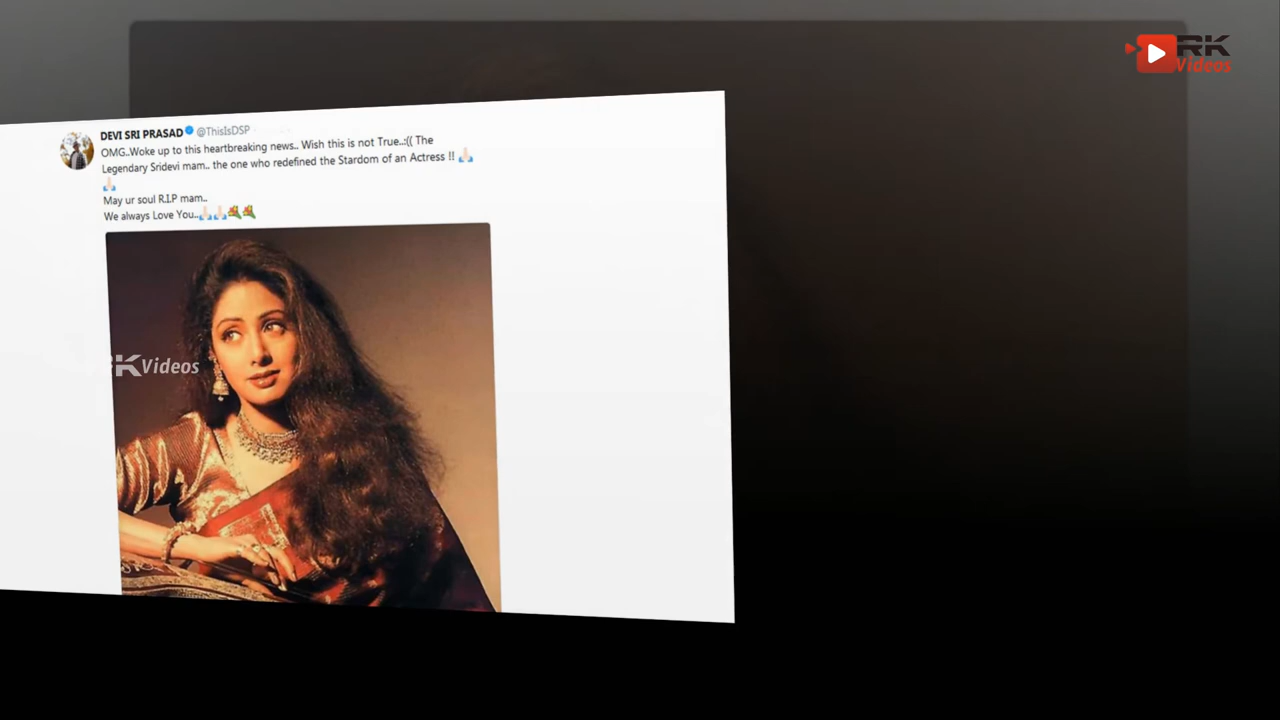 RK
Videos
DEVI SRI PRASAD @ThisIsDSP
OMG..Woke up to this heartbreaking news.. Wish this is not True..:(( The
Legendary Sridevi mam.. the one who redefined the Stardom of an Actress !! 🙏🏻
🙏🏻
May ur soul R.I.P mam..
We always Love You..🙏🏻🙏🏻💐💐
RK Videos